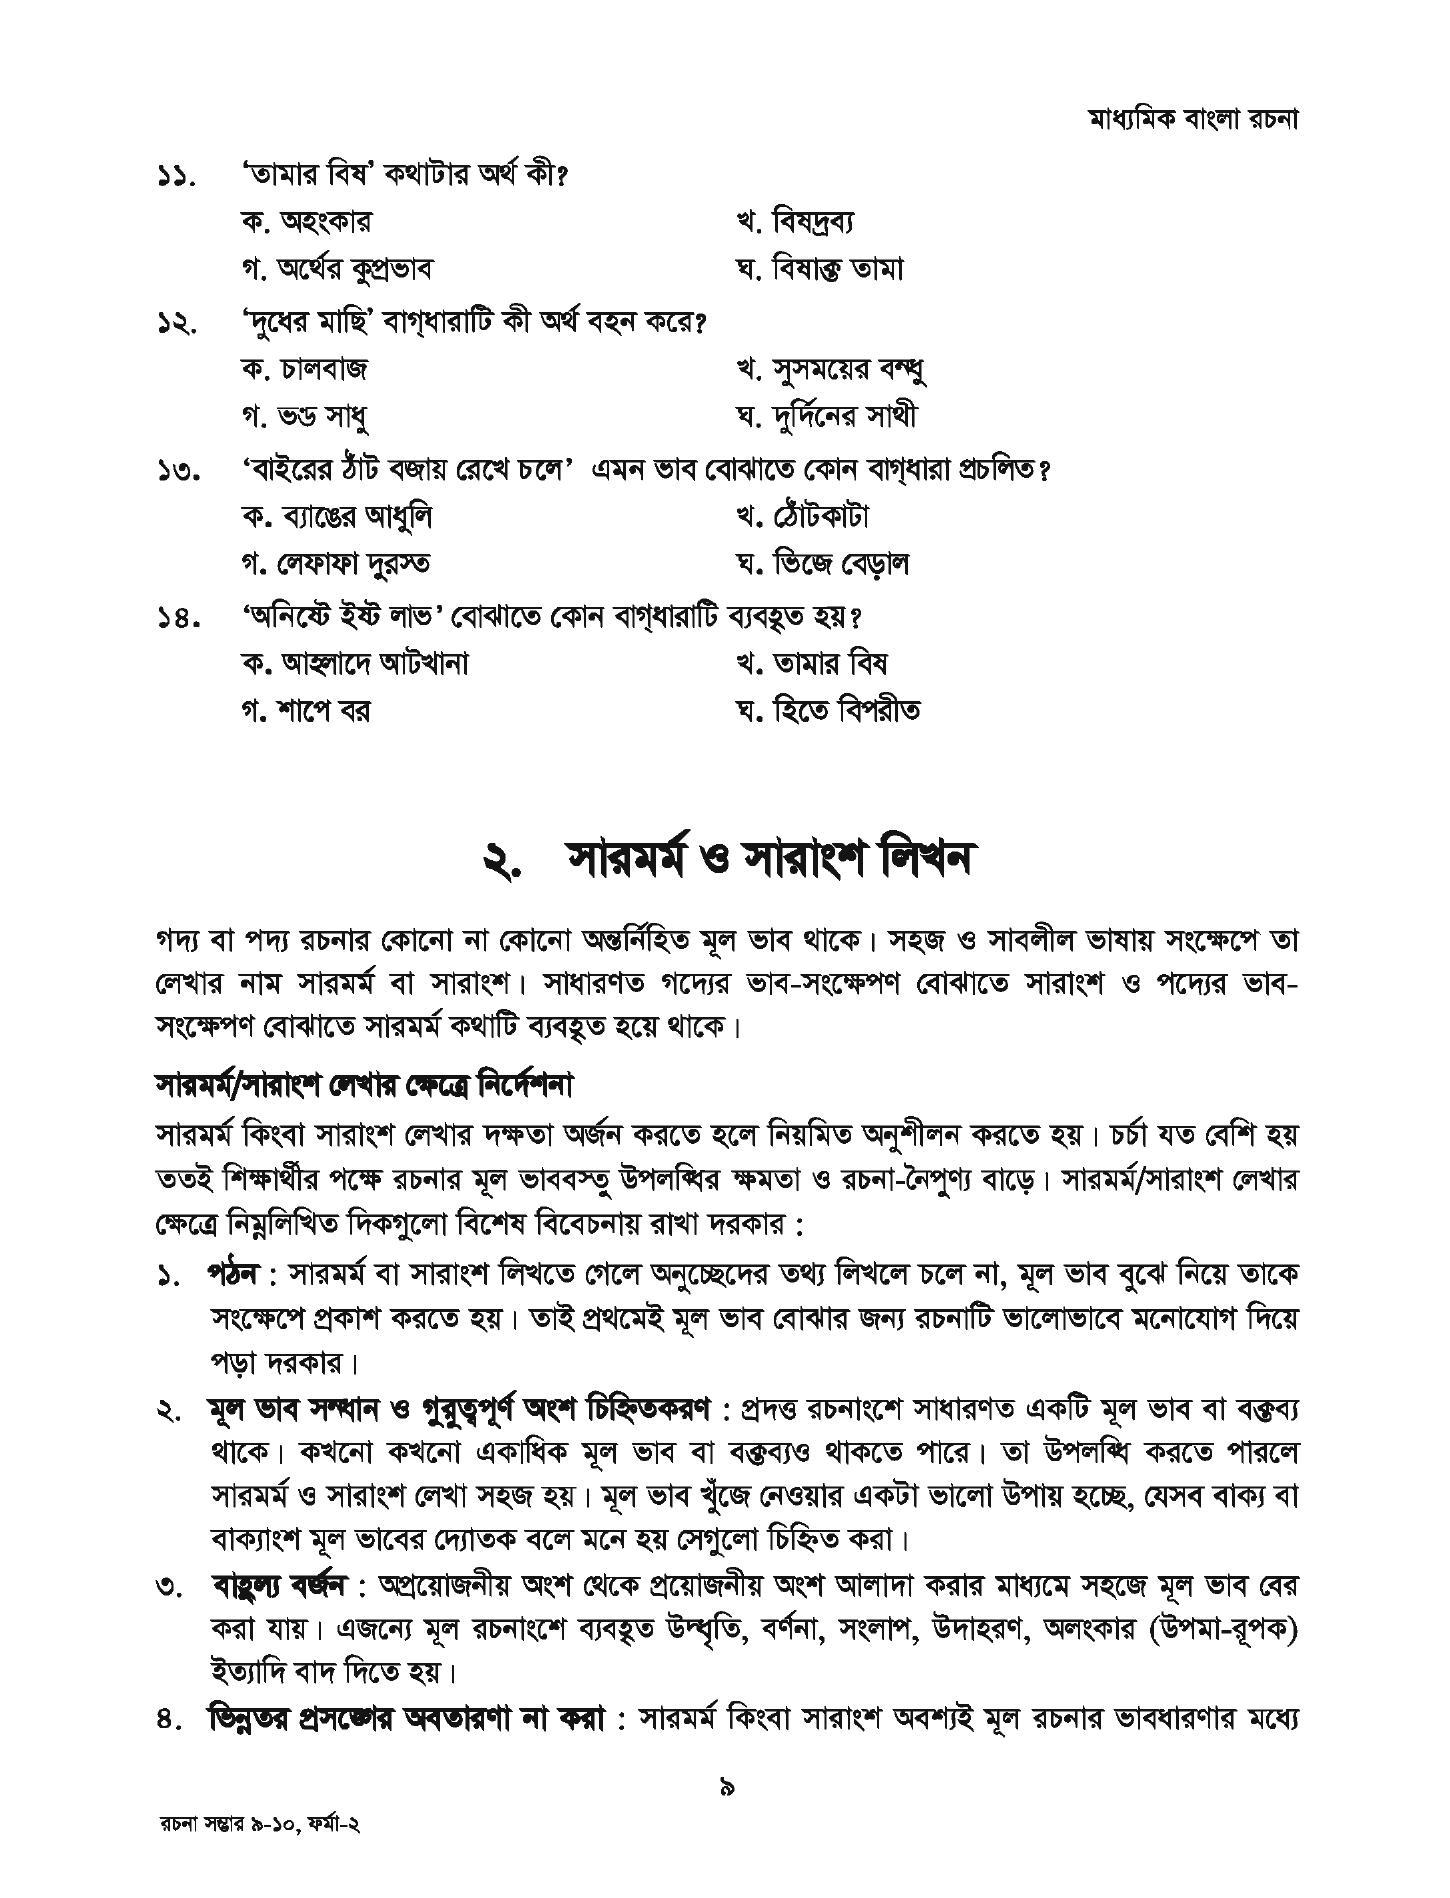 মাধ্যমিক বাংলা রচনা
১১. ‘তামার বিষ’ কথাটার অর্থ কী?
ক. অহংকার খ. বিষদ্রব্য
গ. অর্থের কুপ্রভাব ঘ. বিষাক্ত তামা
১২. ‘দুধের মাছি’ বাগ্‌ধারাটি কী অর্থ বহন করে?
ক. চালবাজ খ. সুসময়ের বন্ধু
গ. ভণ্ড সাধু ঘ. দুর্দিনের সাথী
১৩. ‘বাইরের ঠাঁট বজায় রেখে চলে’ এমন ভাব বোঝাতে কোন বাগ্‌ধারা প্রচলিত?
ক. ব্যাঙের আধুলি খ. ঠোঁটকাটা
গ. লেফাফা দুরস্ত ঘ. ভিজে বেড়াল
১৪. ‘অনিষ্টে ইষ্ট লাভ’ বোঝাতে কোন বাগ্‌ধারাটি ব্যবহৃত হয়?
ক. আহ্লাদে আটখানা খ. তামার বিষ
গ. শাপে বর ঘ. হিতে বিপরীত
২. সারমর্ম ও সারাংশ লিখন
গদ্য বা পদ্য রচনার কোনো না কোনো অন্তর্নিহিত মূল ভাব থাকে। সহজ ও সাবলীল ভাষায় সংক্ষেপে তা
লেখার নাম সারমর্ম বা সারাংশ। সাধারণত গদ্যের ভাব-সংক্ষেপণ বোঝাতে সারাংশ ও পদ্যের ভাব-
সংক্ষেপণ বোঝাতে সারমর্ম কথাটি ব্যবহৃত হয়ে থাকে।
সারমর্ম/সারাংশ লেখার ক্ষেত্রে নির্দেশনা
সারমর্ম কিংবা সারাংশ লেখার দক্ষতা অর্জন করতে হলে নিয়মিত অনুশীলন করতে হয়। চর্চা যত বেশি হয়
ততই শিক্ষার্থীর পক্ষে রচনার মূল ভাববস্তু উপলব্ধির ক্ষমতা ও রচনা-নৈপুণ্য বাড়ে। সারমর্ম/সারাংশ লেখার
ক্ষেত্রে নিম্নলিখিত দিকগুলো বিশেষ বিবেচনায় রাখা দরকার :
১. পঠন : সারমর্ম বা সারাংশ লিখতে গেলে অনুচ্ছেদের তথ্য লিখলে চলে না, মূল ভাব বুঝে নিয়ে তাকে
সংক্ষেপে প্রকাশ করতে হয়। তাই প্রথমেই মূল ভাব বোঝার জন্য রচনাটি ভালোভাবে মনোযোগ দিয়ে
পড়া দরকার।
২. মূল ভাব সন্ধান ও গুরুত্বপূর্ণ অংশ চিহ্নিতকরণ : প্রদত্ত রচনাংশে সাধারণত একটি মূল ভাব বা বক্তব্য
থাকে। কখনো কখনো একাধিক মূল ভাব বা বক্তব্যও থাকতে পারে। তা উপলব্ধি করতে পারলে
সারমর্ম ও সারাংশ লেখা সহজ হয়। মূল ভাব খুঁজে নেওয়ার একটা ভালো উপায় হচ্ছে, যেসব বাক্য বা
বাক্যাংশ মূল ভাবের দ্যোতক বলে মনে হয় সেগুলো চিহ্নিত করা।
৩. বাহুল্য বর্জন : অপ্রয়োজনীয় অংশ থেকে প্রয়োজনীয় অংশ আলাদা করার মাধ্যমে সহজে মূল ভাব বের
করা যায়। এজন্যে মূল রচনাংশে ব্যবহৃত উদ্ধৃতি, বর্ণনা, সংলাপ, উদাহরণ, অলংকার (উপমা-রূপক)
ইত্যাদি বাদ দিতে হয়।
৪. ভিন্নতর প্রসঙ্গের অবতারণা না করা : সারমর্ম কিংবা সারাংশ অবশ্যই মূল রচনার ভাবধারণার মধ্যে
৯
রচনা সম্ভার ৯-১০, ফর্মা-২